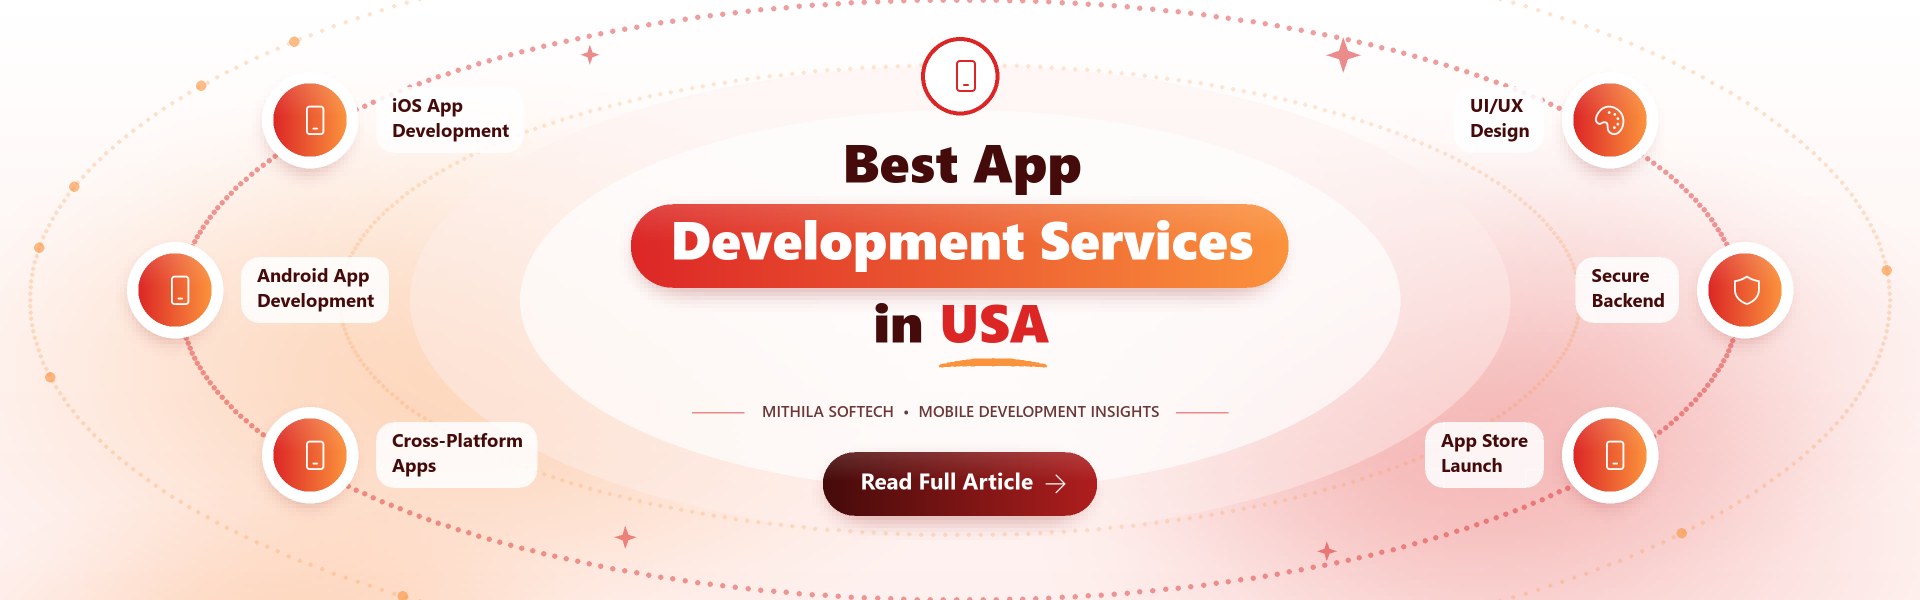 Best App
Development Services
in USA
MITHILA SOFTECH • MOBILE DEVELOPMENT INSIGHTS
Read Full Article
iOS App
Development
Android App
Development
Cross-Platform
Apps
UI/UX
Design
Secure
Backend
App Store
Launch